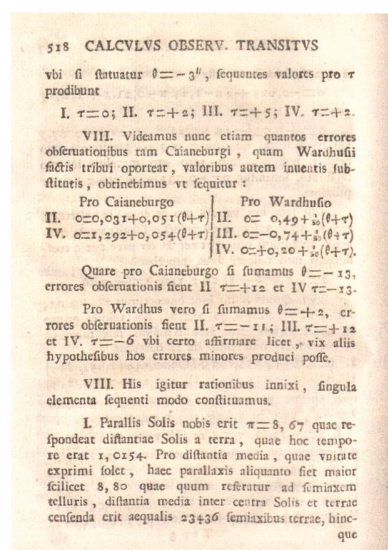 518 CALCVLVS OBSERV. TRANSITVS
vbi ſi ſtatuatur θ=−3'', ſequentes valores pro τ
prodibunt
I. τ=0; II. τ=+2; III. τ=+5; IV. τ=+2.
VIII. Videamus nunc etiam quantos errores
obſeruationibus tam Caianeburgi, quam Wardhuſii
factis tribui oporteat, valoribus autem inuentis ſub-
ſtitutis, obtinebimus vt ſequitur:
Pro Caieneburgo | Pro Wardhuſio
II. 0=0,031+0,051(θ+τ) | II. 0= 0,49+1/20(θ+τ)
IV. 0=1,292+0,054(θ+τ) | III. 0=−0,74+1/20(θ+τ)
IV. 0=+0,20+1/20(θ+τ).
Quare pro Caianeburgo ſi ſumamus θ=−13,
errores obſeruationis fient II τ=+12 et IV τ=−13.
Pro Wardhus vero ſi ſumamus θ=+2, er-
rores obſeruationis fient II. τ=−11; III. τ=+12
et IV. τ=−6 vbi certo affirmare licet, vix aliis
hypotheſibus hos errores minores produci poſſe.
VIII. His igitur rationibus innixi, ſingula
elementa ſequenti modo conſtituamus.
I. Parallis Solis nobis erit π=8, 67 quae re-
ſpondeat diſtantiae Solis a terra, quae hoc tempo-
re erat 1, 0154. Pro diſtantia media, quae vnitate
exprimi ſolet, haec parallaxis aliquanto fiet maior
ſcilicet 8, 80 quae quum referatur ad ſemiaxem
telluris, diſtantia media inter centra Solis et terrae
cenſenda erit aequalis 23436 ſemiaxibus terrae, hinc-
que